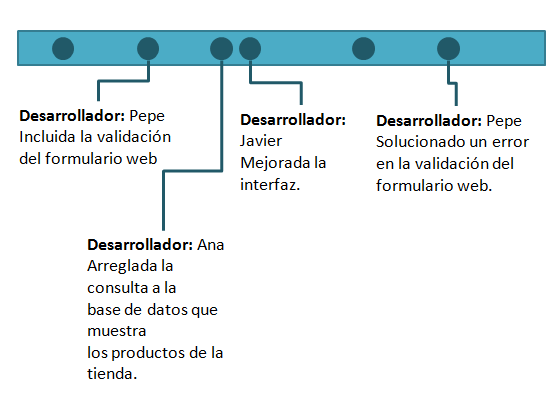 Desarrollador: Pepe
Incluida la validación
del formulario web
Desarrollador: Ana
Arreglada la
consulta a la
base de datos que
muestra
los productos de la
tienda.
Desarrollador:
Javier
Mejorada la
interfaz.
Desarrollador: Pepe
Solucionado un error
en la validación del
formulario web.